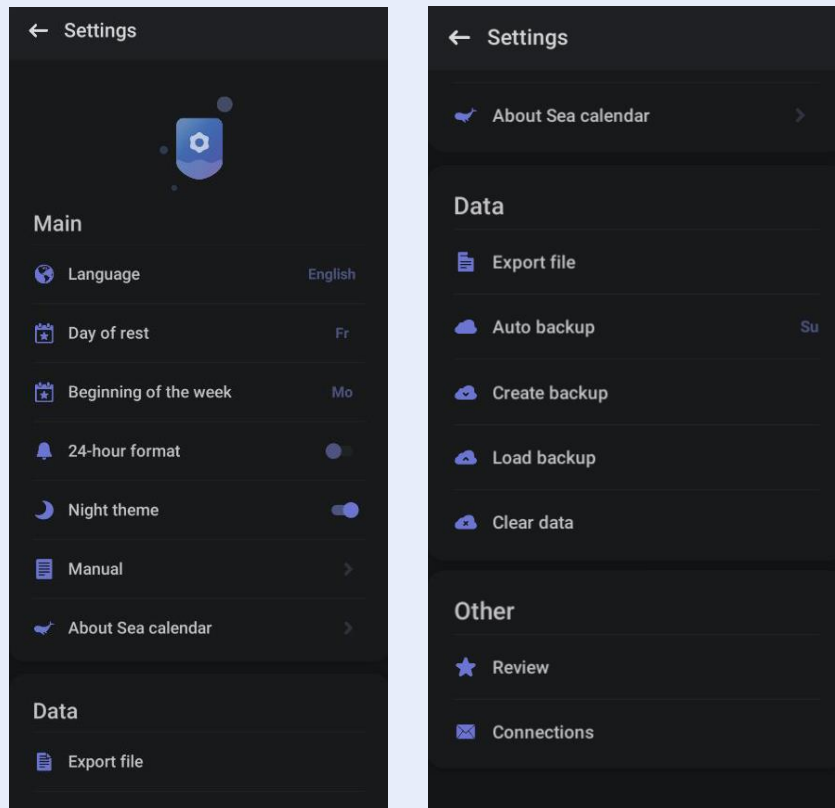 Settings
Main
Language English
Day of rest Fr
Beginning of the week Mo
24-hour format
Night theme
Manual
About Sea calendar
Data
Export file
Settings
About Sea calendar
Data
Export file
Auto backup Su
Create backup
Load backup
Clear data
Other
Review
Connections